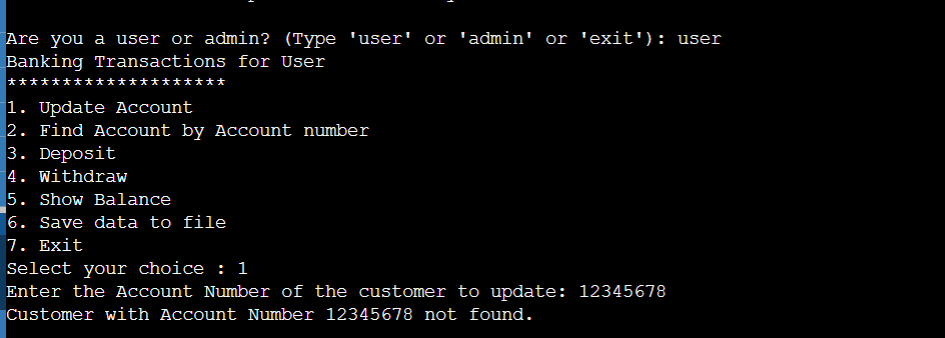 Are you a user or admin? (Type 'user' or 'admin' or 'exit'): user
Banking Transactions for User
********************
1. Update Account
2. Find Account by Account number
3. Deposit
4. Withdraw
5. Show Balance
6. Save data to file
7. Exit
Select your choice : 1
Enter the Account Number of the customer to update: 12345678
Customer with Account Number 12345678 not found.